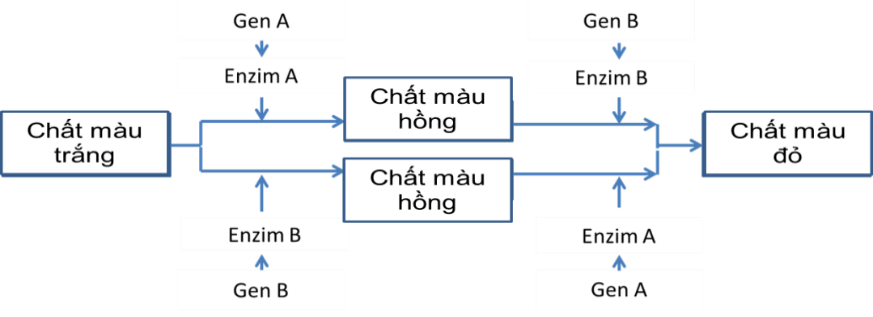 Gen A
Gen B
Enzim A
Enzim B
Chất màu
hồng
Chất màu
trắng
Chất màu
đỏ
Chất màu
hồng
Enzim B
Enzim A
Gen B
Gen A